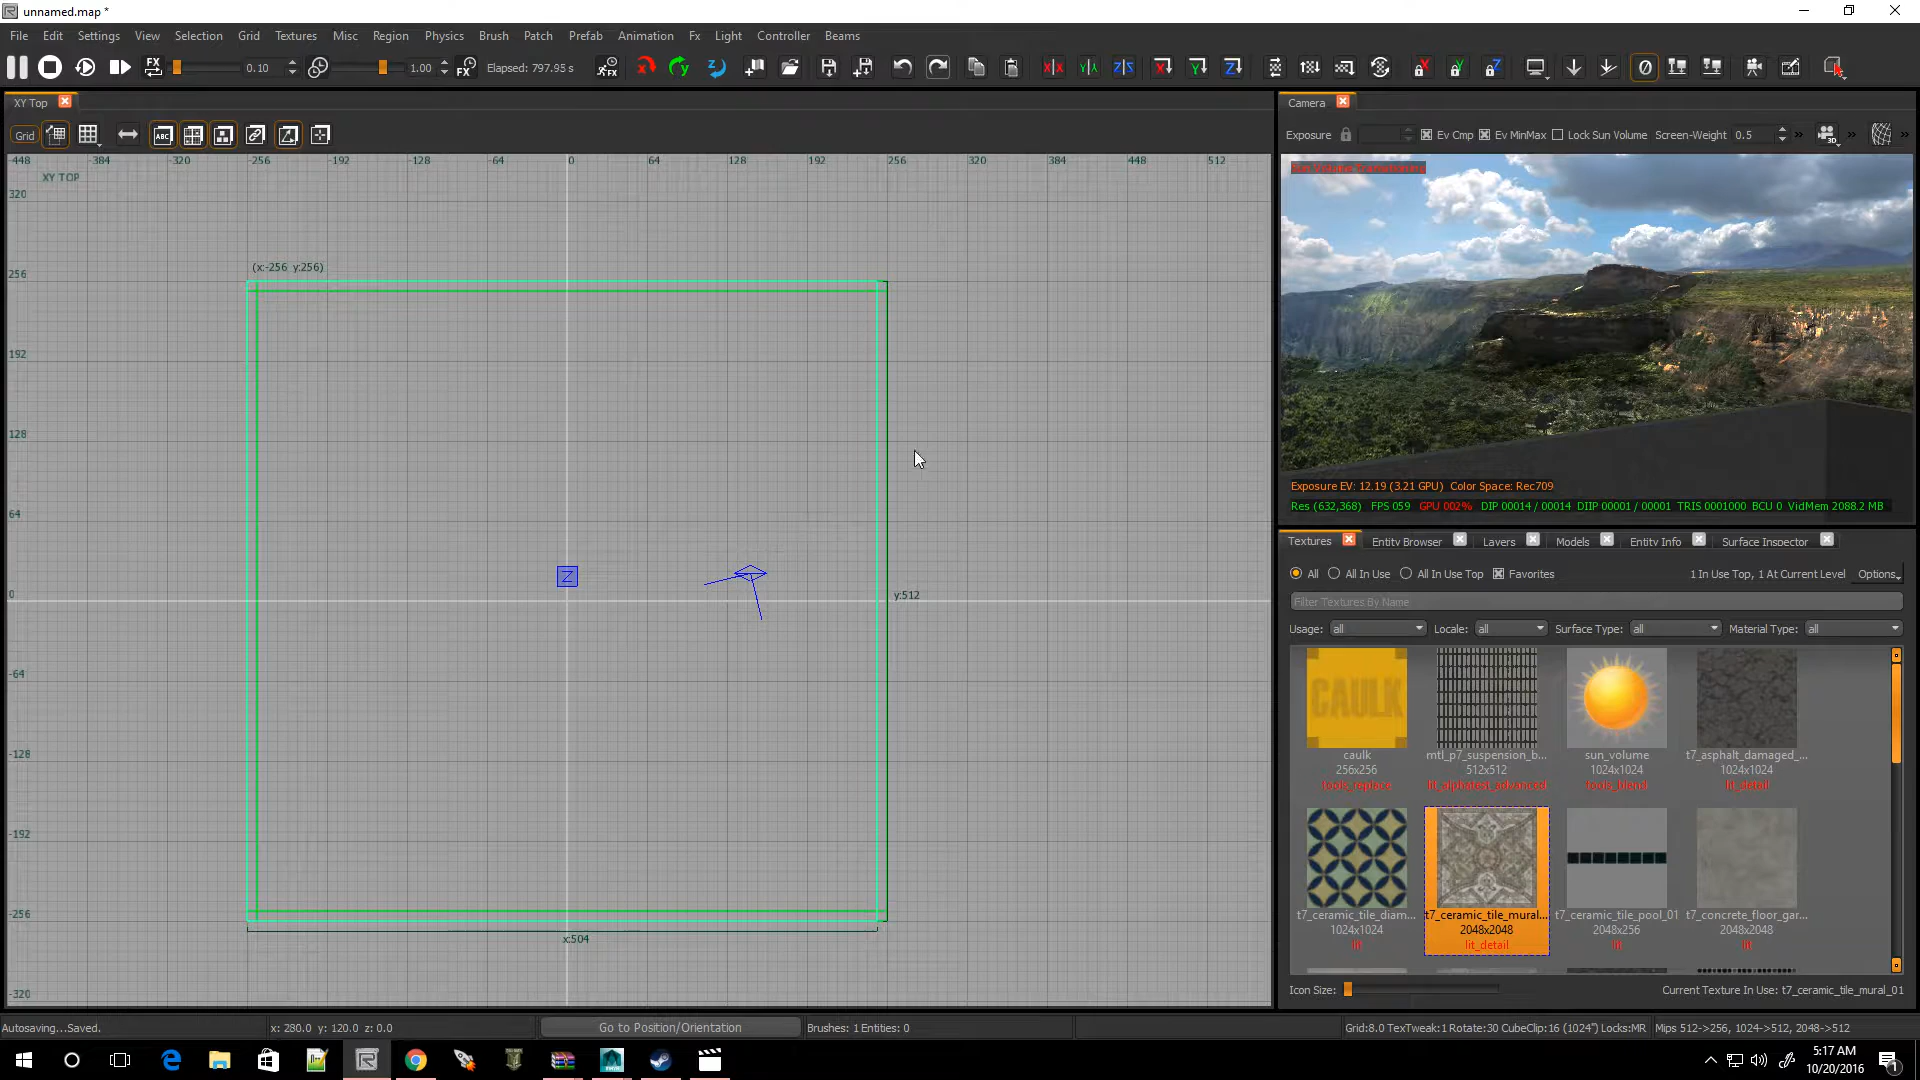 unnamed.map *
File Edit Settings View Selection Grid Textures Misc Region Physics Brush Patch Prefab Animation Fx Light Controller Beams
FX 0.10 1.00 FX Elapsed: 797.95 s
XY Top
Camera
Grid ABC
Exposure Ev Cmp Ev MinMax Lock Sun Volume Screen-Weight 0.5 » 3D » »
-448 -384 -320 -256 -192 -128 -64 0 64 128 192 256 320 384 448 512
XY TOP
320
256
192
128
64
0
-64
-128
-192
-256
-320
(x:-256 y:256)
Z
y:512
x:504
Exposure EV: 12.19 (3.21 GPU) Color Space: Rec709
Res (632,368) FPS 059 GPU 002% DIP 00014 / 00014 DIIP 00001 / 00001 TRIS 0001000 BCU 0 VidMem 2088.2 MB
Textures Entity Browser Layers Models Entity Info Surface Inspector
All All In Use All In Use Top Favorites 1 In Use Top, 1 At Current Level Options
Filter Textures By Name
Usage: all Locale: all Surface Type: all Material Type: all
CAULK
caulk mtl_p7_suspension_b... sun_volume t7_asphalt_damaged_...
256x256 512x512 1024x1024 1024x1024
tools_replace lit_alphatest_advanced tools_blend lit_detail
t7_ceramic_tile_diam... t7_ceramic_tile_mural... t7_ceramic_tile_pool_01 t7_concrete_floor_gar...
1024x1024 2048x2048 2048x256 2048x2048
lit lit_detail lit lit
Icon Size: Current Texture In Use: t7_ceramic_tile_mural_01
Autosaving...Saved. x: 280.0 y: 120.0 z: 0.0 Go to Position/Orientation Brushes: 1 Entities: 0 Grid:8.0 TexTweak:1 Rotate:30 CubeClip:16 (1024") Locks:MR Mips 512->256, 1024->512, 2048->512
5:17 AM
10/20/2016
1